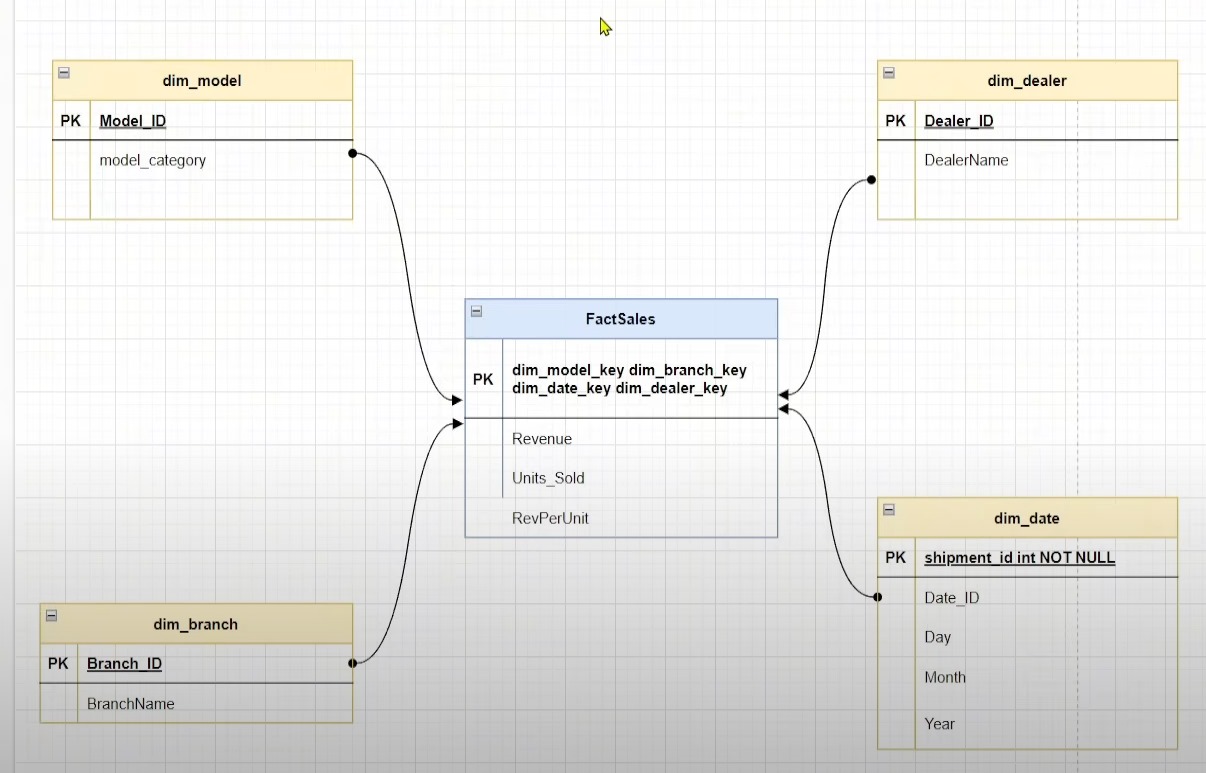 dim_model
PK Model_ID
model_category
dim_dealer
PK Dealer_ID
DealerName
FactSales
dim_model_key dim_branch_key
PK
dim_date_key dim_dealer_key
Revenue
Units_Sold
RevPerUnit
dim_date
PK shipment_id int NOT NULL
Date_ID
Day
Month
Year
dim_branch
PK Branch_ID
BranchName